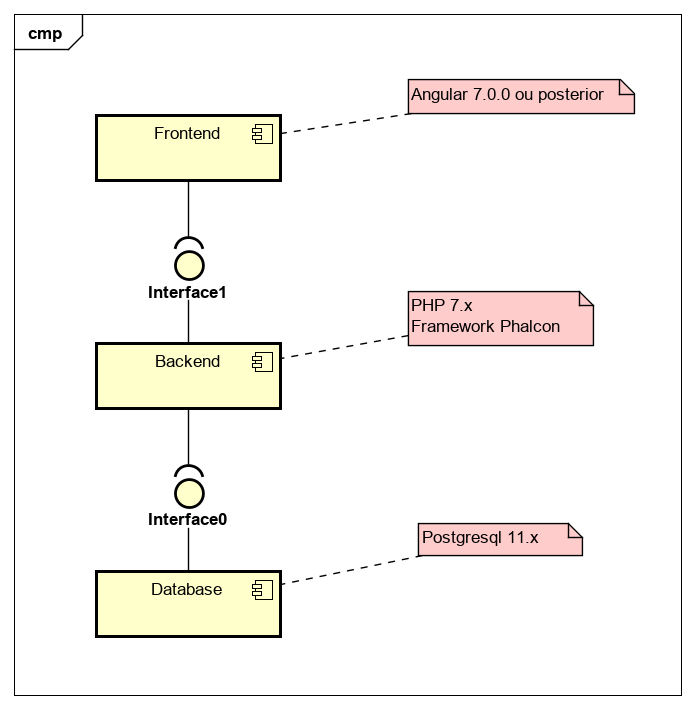 cmp
Angular 7.0.0 ou posterior
Frontend
Interface1
PHP 7.x
Framework Phalcon
Backend
Interface0
Postgresql 11.x
Database